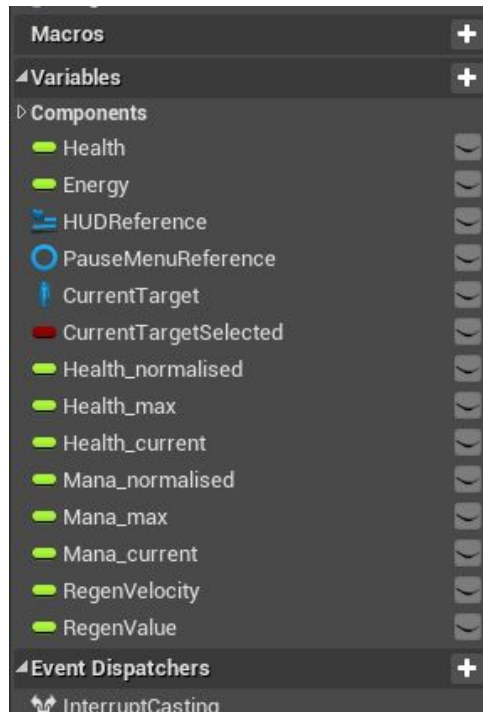 Macros
Variables
Components
Health
Energy
HUDReference
PauseMenuReference
CurrentTarget
CurrentTargetSelected
Health_normalised
Health_max
Health_current
Mana_normalised
Mana_max
Mana_current
RegenVelocity
RegenValue
Event Dispatchers
InterruptCasting